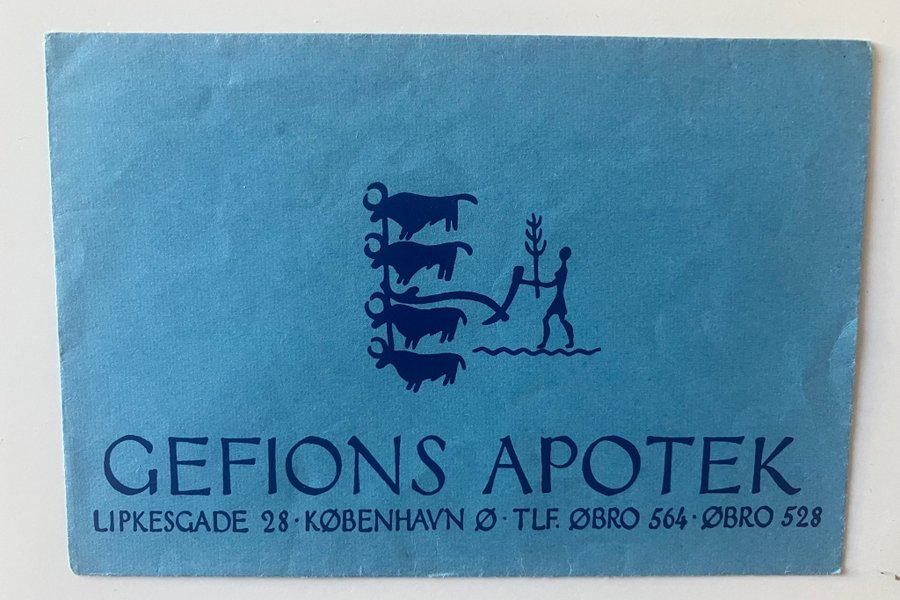 GEFIONS APOTEK
LIPKESGADE 28 · KØBENHAVN Ø · TLF. ØBRO 564 · ØBRO 528